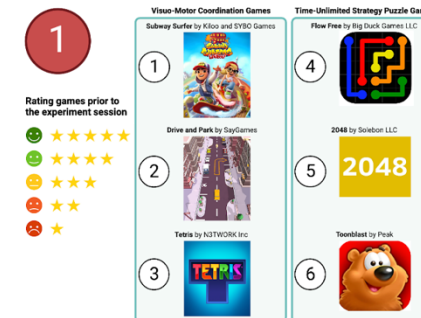 1
Rating games prior to
the experiment session
Visuo-Motor Coordination Games
Subway Surfer by Kiloo and SYBO Games
1
Drive and Park by SayGames
2
Tetris by N3TWORK Inc
3
TETRIS
Time-Unlimited Strategy Puzzle Ga
Flow Free by Big Duck Games LLC
4
2048 by Solebon LLC
5
2048
Toonblast by Peak
6